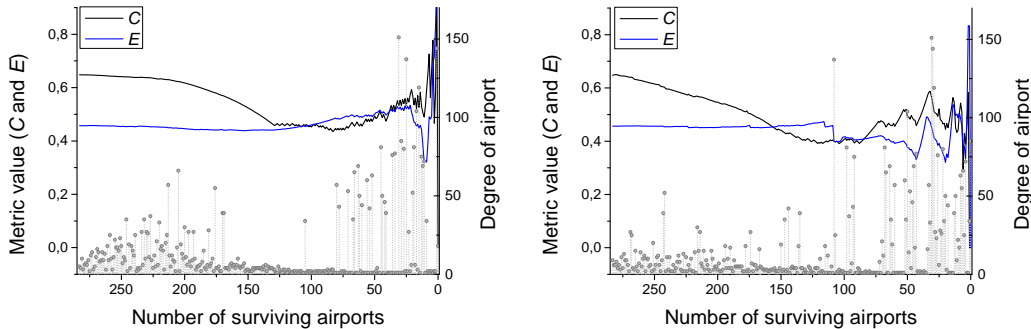 C
E
0,8
0,6
0,4
0,2
0,0
150
100
50
0
250 200 150 100 50 0
Metric value (C and E)
Degree of airport
Number of surviving airports
C
E
0,8
0,6
0,4
0,2
0,0
150
100
50
0
250 200 150 100 50 0
Metric value (C and E)
Degree of airport
Number of surviving airports